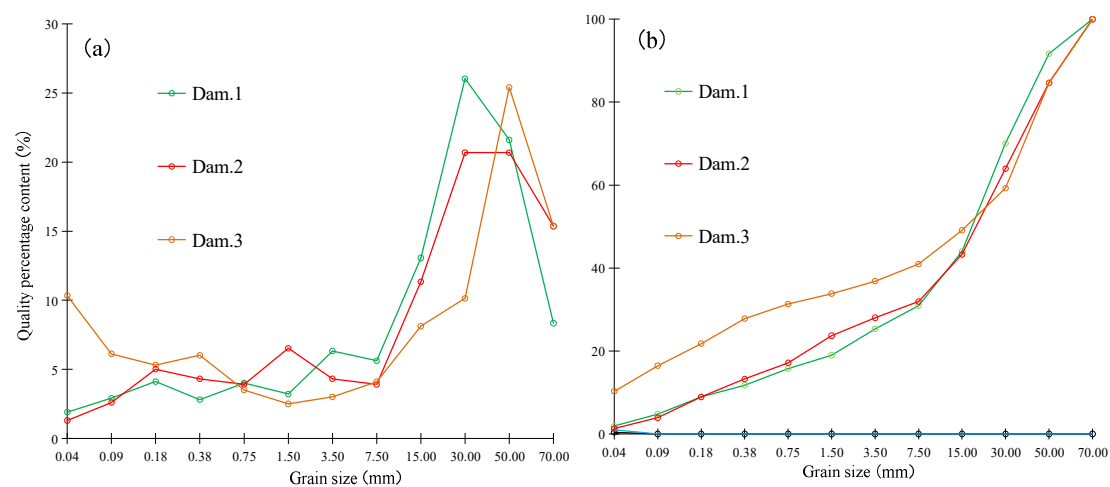 (a)
Quality percentage content (%)
30
25
20
15
10
5
0
Dam.1
Dam.2
Dam.3
0.04 0.09 0.18 0.38 0.75 1.50 3.50 7.50 15.00 30.00 50.00 70.00
Grain size (mm)
(b)
100
80
60
40
20
0
Dam.1
Dam.2
Dam.3
0.04 0.09 0.18 0.38 0.75 1.50 3.50 7.50 15.00 30.00 50.00 70.00
Grain size (mm)